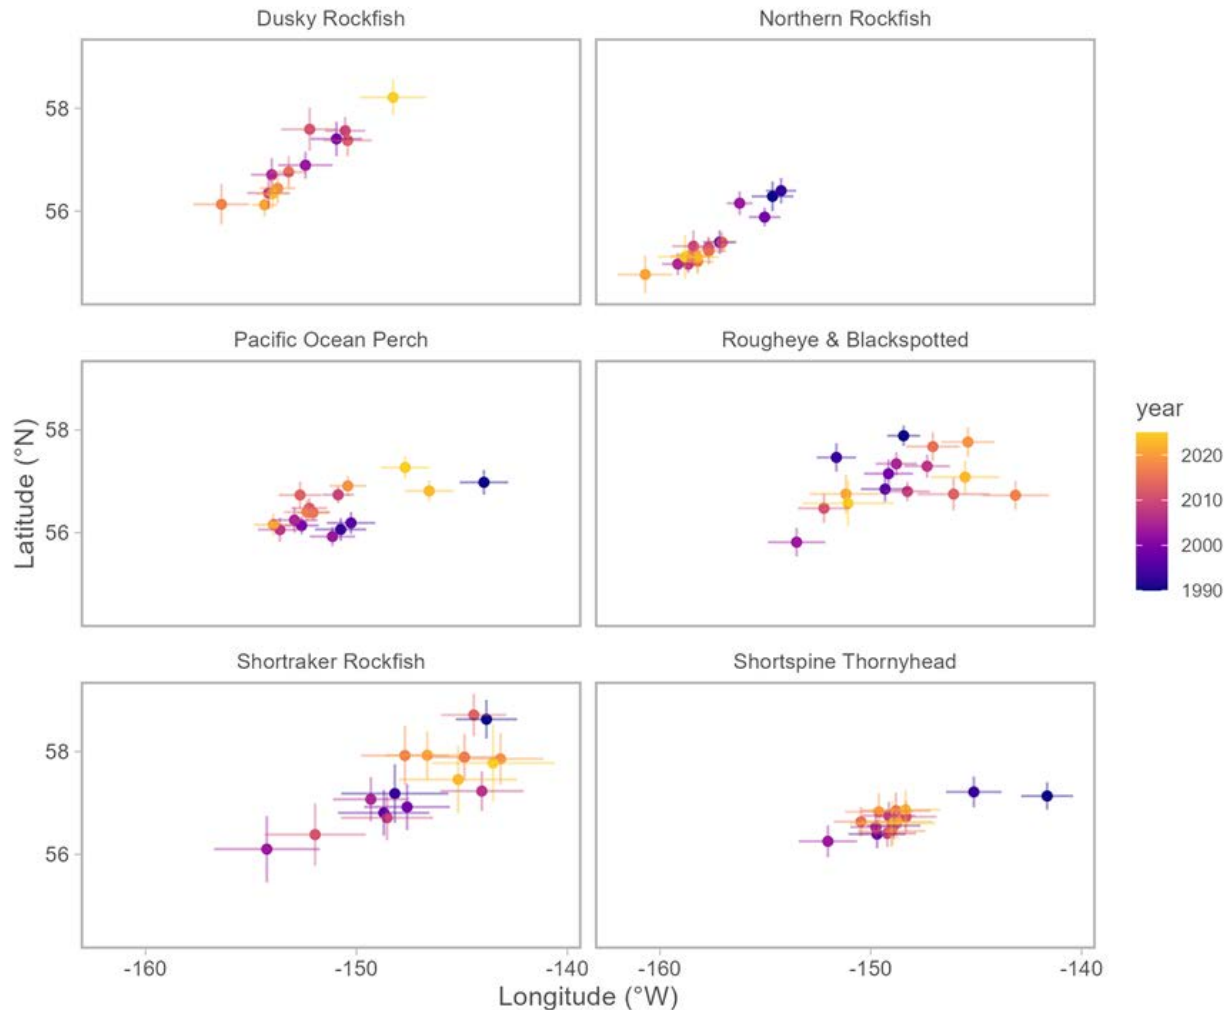 Dusky Rockfish
Northern Rockfish
58
56
Pacific Ocean Perch
Rougheye & Blackspotted
58
56
Latitude (°N)
year
2020
2010
2000
1990
Shortraker Rockfish
Shortspine Thornyhead
58
56
-160
-150
-140
-160
-150
-140
Longitude (°W)